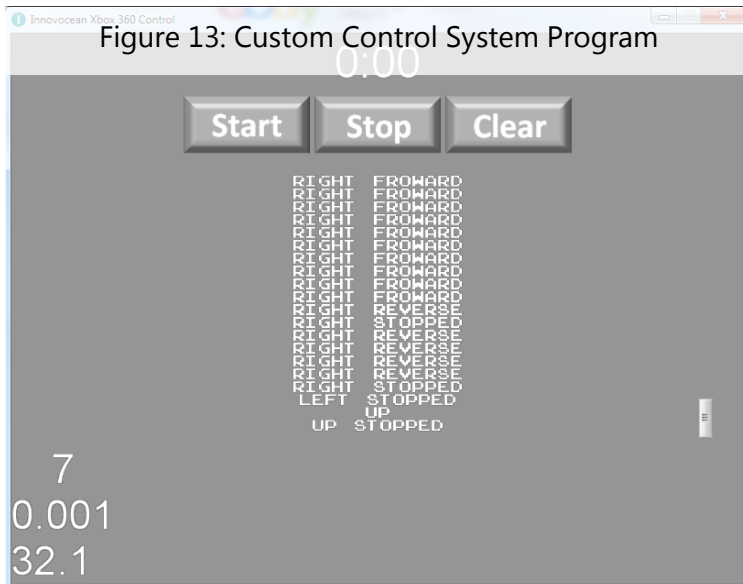 Innovocean Xbox 360 Control
Figure 13: Custom Control System Program
0:00
Start Stop Clear
RIGHT FROWARD
RIGHT FROWARD
RIGHT FROWARD
RIGHT FROWARD
RIGHT FROWARD
RIGHT FROWARD
RIGHT FROWARD
RIGHT FROWARD
RIGHT FROWARD
RIGHT FROWARD
RIGHT REVERSE
RIGHT STOPPED
RIGHT REVERSE
RIGHT REVERSE
RIGHT REVERSE
RIGHT REVERSE
RIGHT STOPPED
LEFT STOPPED
UP
UP STOPPED
7
0.001
32.1